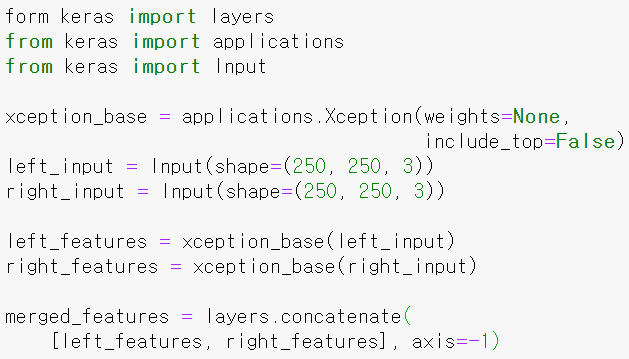 form keras import layers
from keras import applications
from keras import Input
xception_base = applications.Xception(weights=None,
include_top=False)
left_input = Input(shape=(250, 250, 3))
right_input = Input(shape=(250, 250, 3))
left_features = xception_base(left_input)
right_features = xception_base(right_input)
merged_features = layers.concatenate(
[left_features, right_features], axis=-1)